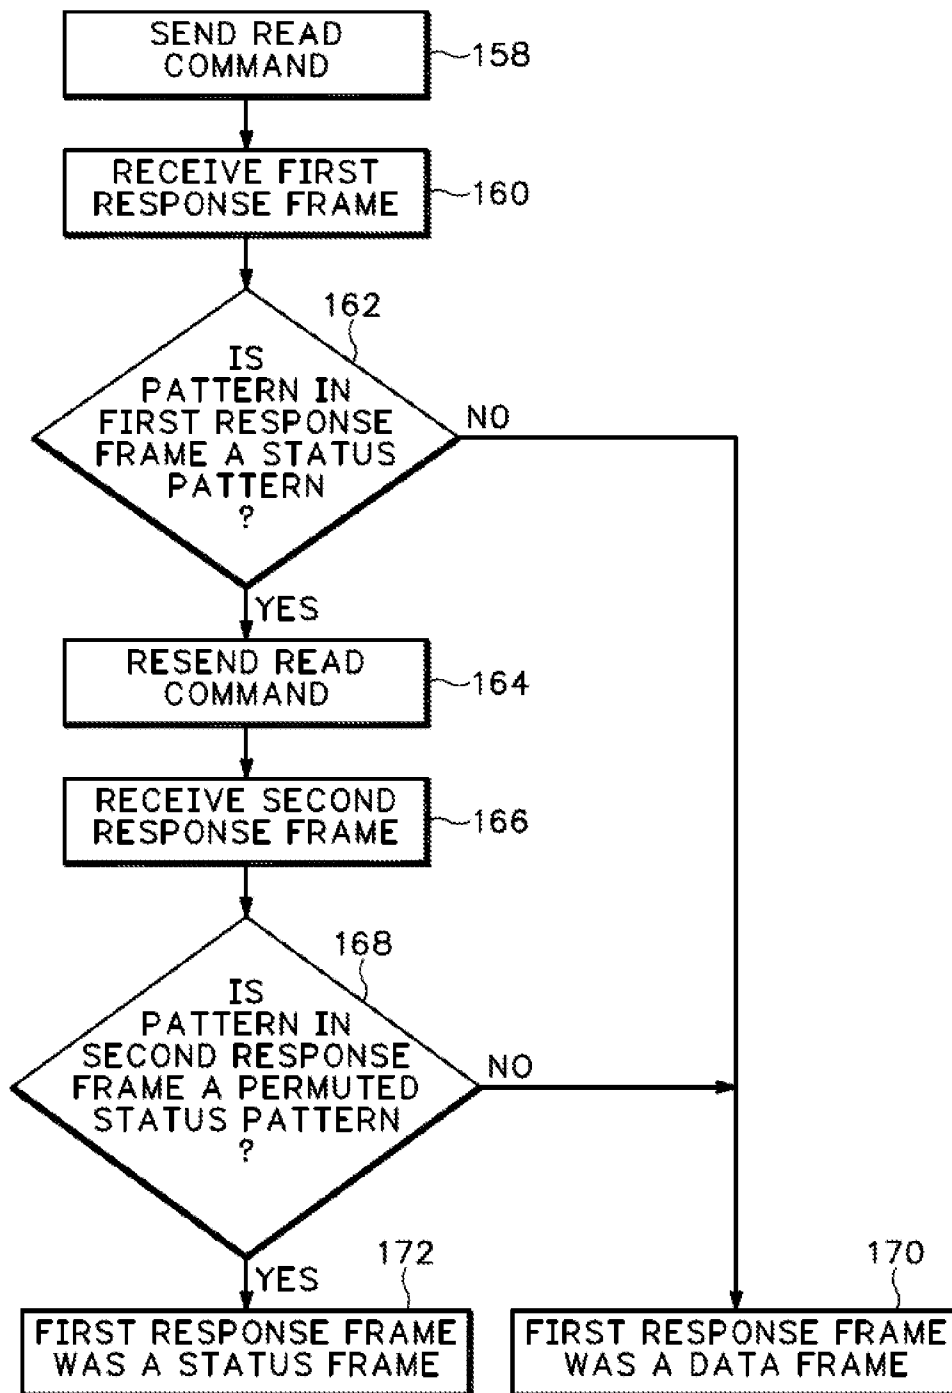 SEND READ
COMMAND
158
RECEIVE FIRST
RESPONSE FRAME
160
162
IS
PATTERN IN
FIRST RESPONSE
FRAME A STATUS
PATTERN
?
NO
YES
RESEND READ
COMMAND
164
RECEIVE SECOND
RESPONSE FRAME
166
168
IS
PATTERN IN
SECOND RESPONSE
FRAME A PERMUTED
STATUS PATTERN
?
NO
YES
172
FIRST RESPONSE FRAME
WAS A STATUS FRAME
170
FIRST RESPONSE FRAME
WAS A DATA FRAME